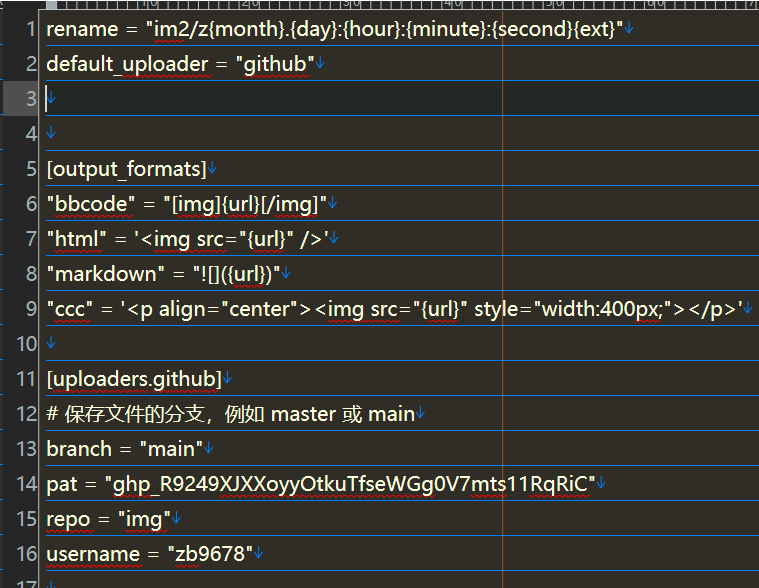 1 rename = "im2/z{month}.{day}:{hour}:{minute}:{second}{ext}"↓
2 default_uploader = "github"↓
3 ↓
4 ↓
5 [output_formats]↓
6 "bbcode" = "[img]{url}[/img]"↓
7 "html" = '<img src="{url}" />'↓
8 "markdown" = "![]({url})"↓
9 "ccc" = '<p align="center"><img src="{url}" style="width:400px;"></p>'↓
10 ↓
11 [uploaders.github]↓
12 # 保存文件的分支，例如 master 或 main↓
13 branch = "main"↓
14 pat = "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"↓
15 repo = "img"↓
16 username = "zb9678"↓
17 ↓